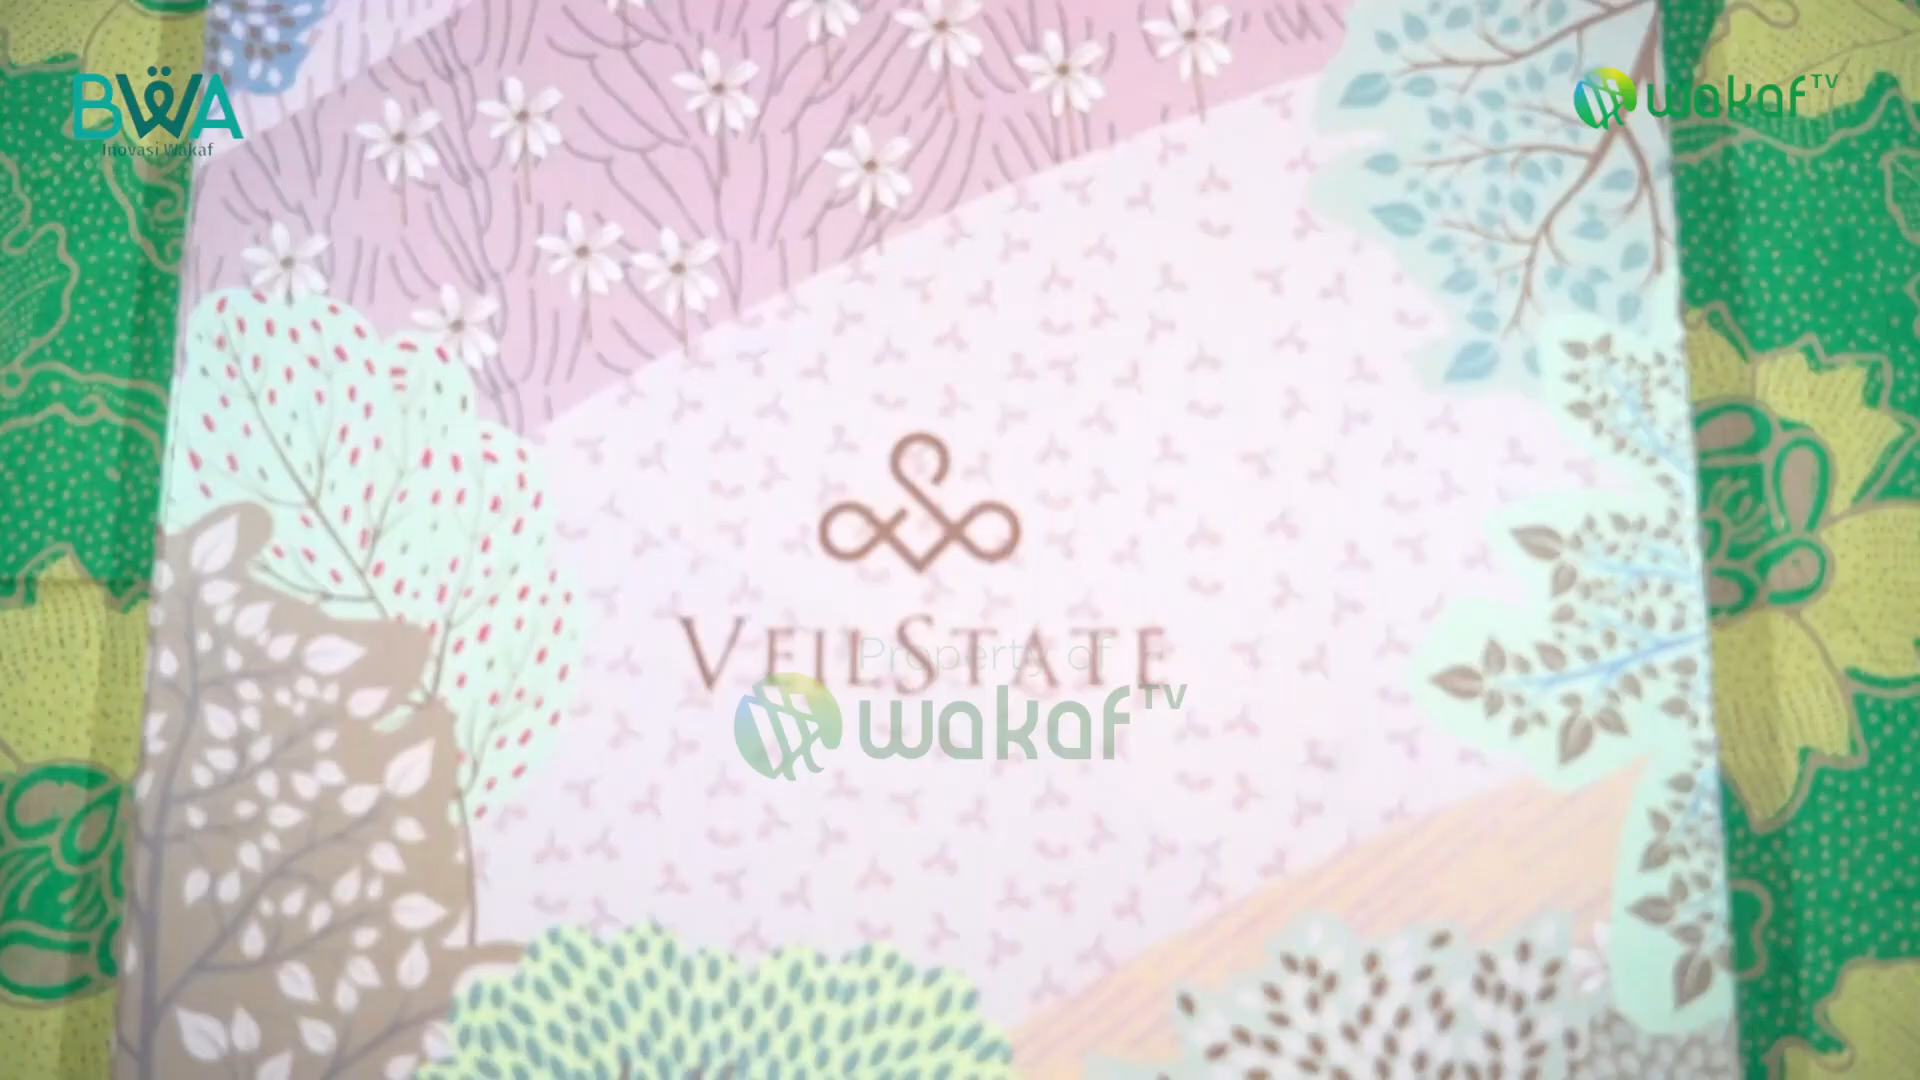 BWA
Inovasi Wakaf
wakaf TV
VEILSTATE
Property of
wakaf TV